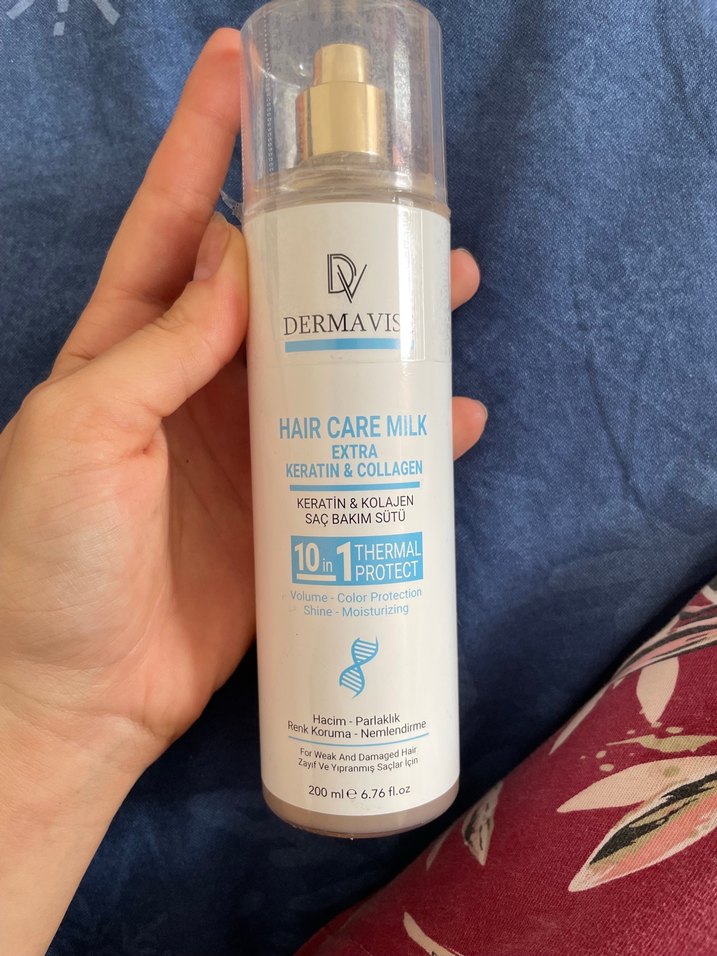 DV
DERMAVIS
HAIR CARE MILK
EXTRA
KERATIN & COLLAGEN
KERATİN & KOLAJEN
SAÇ BAKIM SÜTÜ
10 in 1 THERMAL
PROTECT
Volume - Color Protection
Shine - Moisturizing
Hacim - Parlaklık
Renk Koruma - Nemlendirme
For Weak And Damaged Hair
Zayıf Ve Yıpranmış Saçlar İçin
200 ml ℮ 6.76 fl.oz